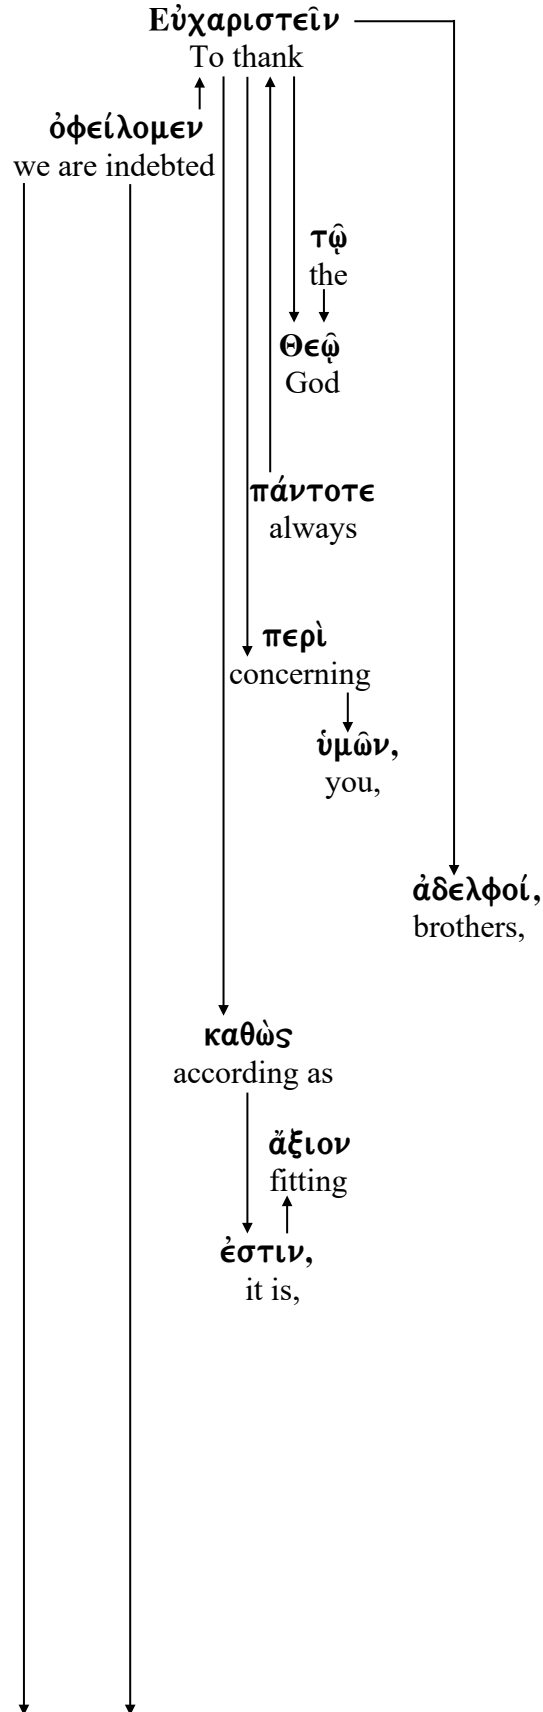 Εὐχαριστεῖν
To thank
ὀφείλομεν
we are indebted
τῷ
the
Θεῷ
God
πάντοτε
always
περὶ
concerning
ὑμῶν,
you,
ἀδελφοί,
brothers,
καθὼς
according as
ἄξιον
fitting
ἐστιν,
it is,